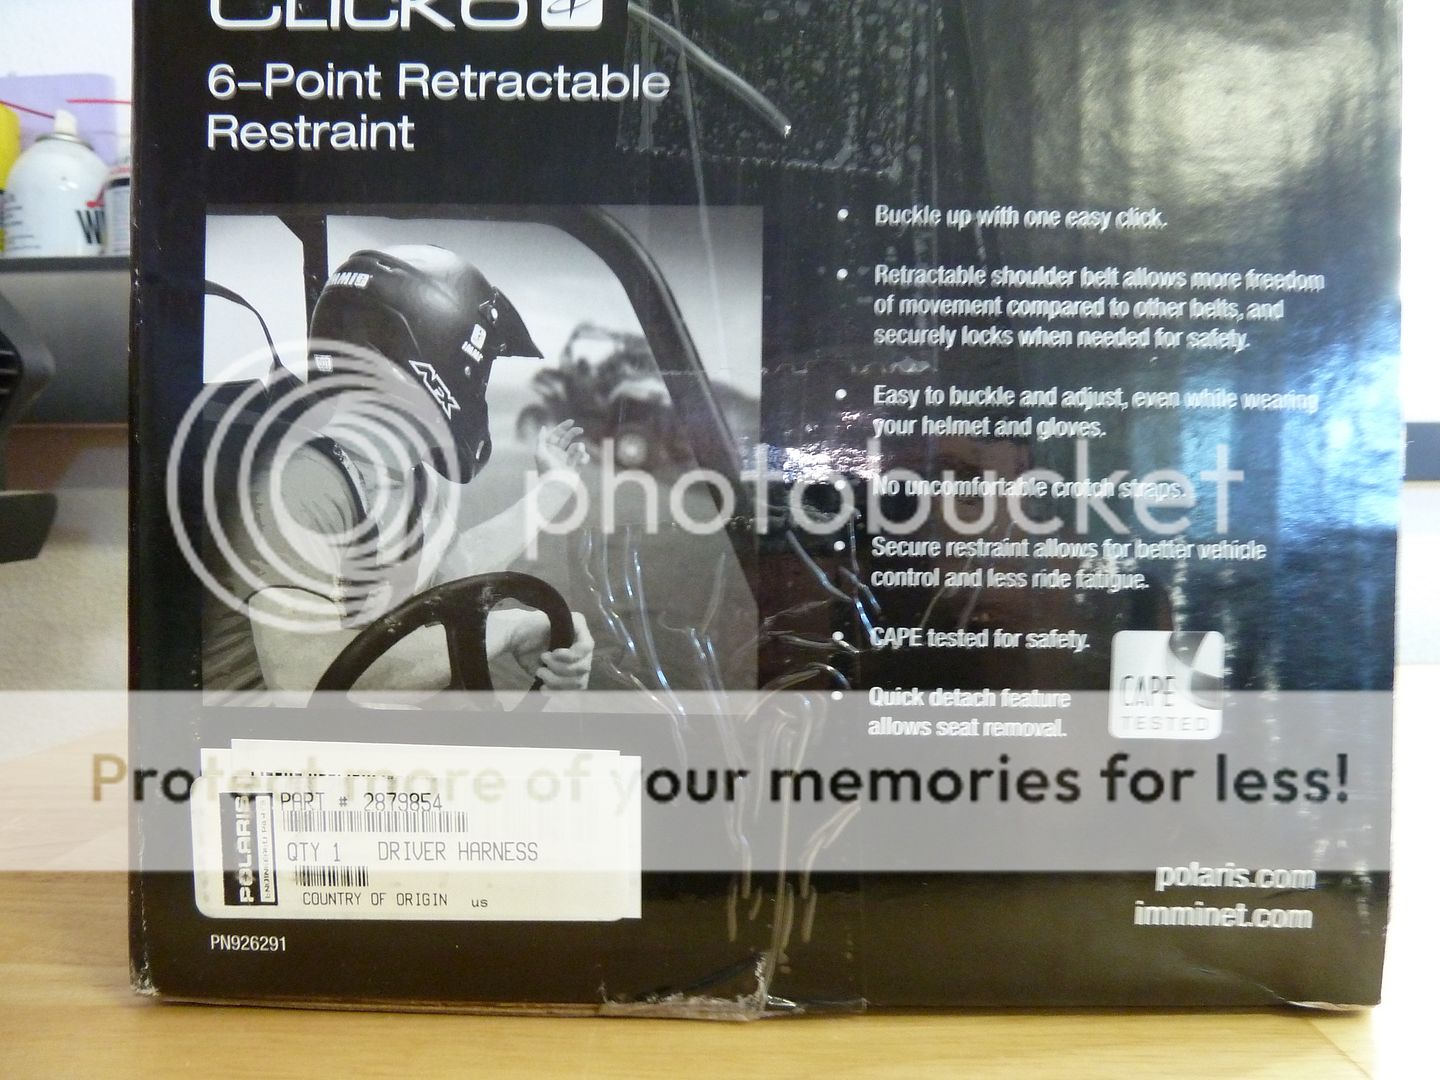 CLICK6
6-Point Retractable
Restraint
• Buckle up with one easy click.
• Retractable shoulder belt allows more freedom
of movement compared to other belts, and
securely locks when needed for safety.
• Easy to buckle and adjust, even while wearing
your helmet and gloves.
• No uncomfortable crotch straps.
• Secure restraint allows for better vehicle
control and less ride fatigue.
• CAPE tested for safety.
• Quick detach feature
allows seat removal.
CAPE
TESTED
AFX
photobucket
Protect more of your memories for less!
POLARIS
ENGINEERED PARTS
PART # 2879854
QTY 1 DRIVER HARNESS
COUNTRY OF ORIGIN us
PN926291
polaris.com
imminet.com